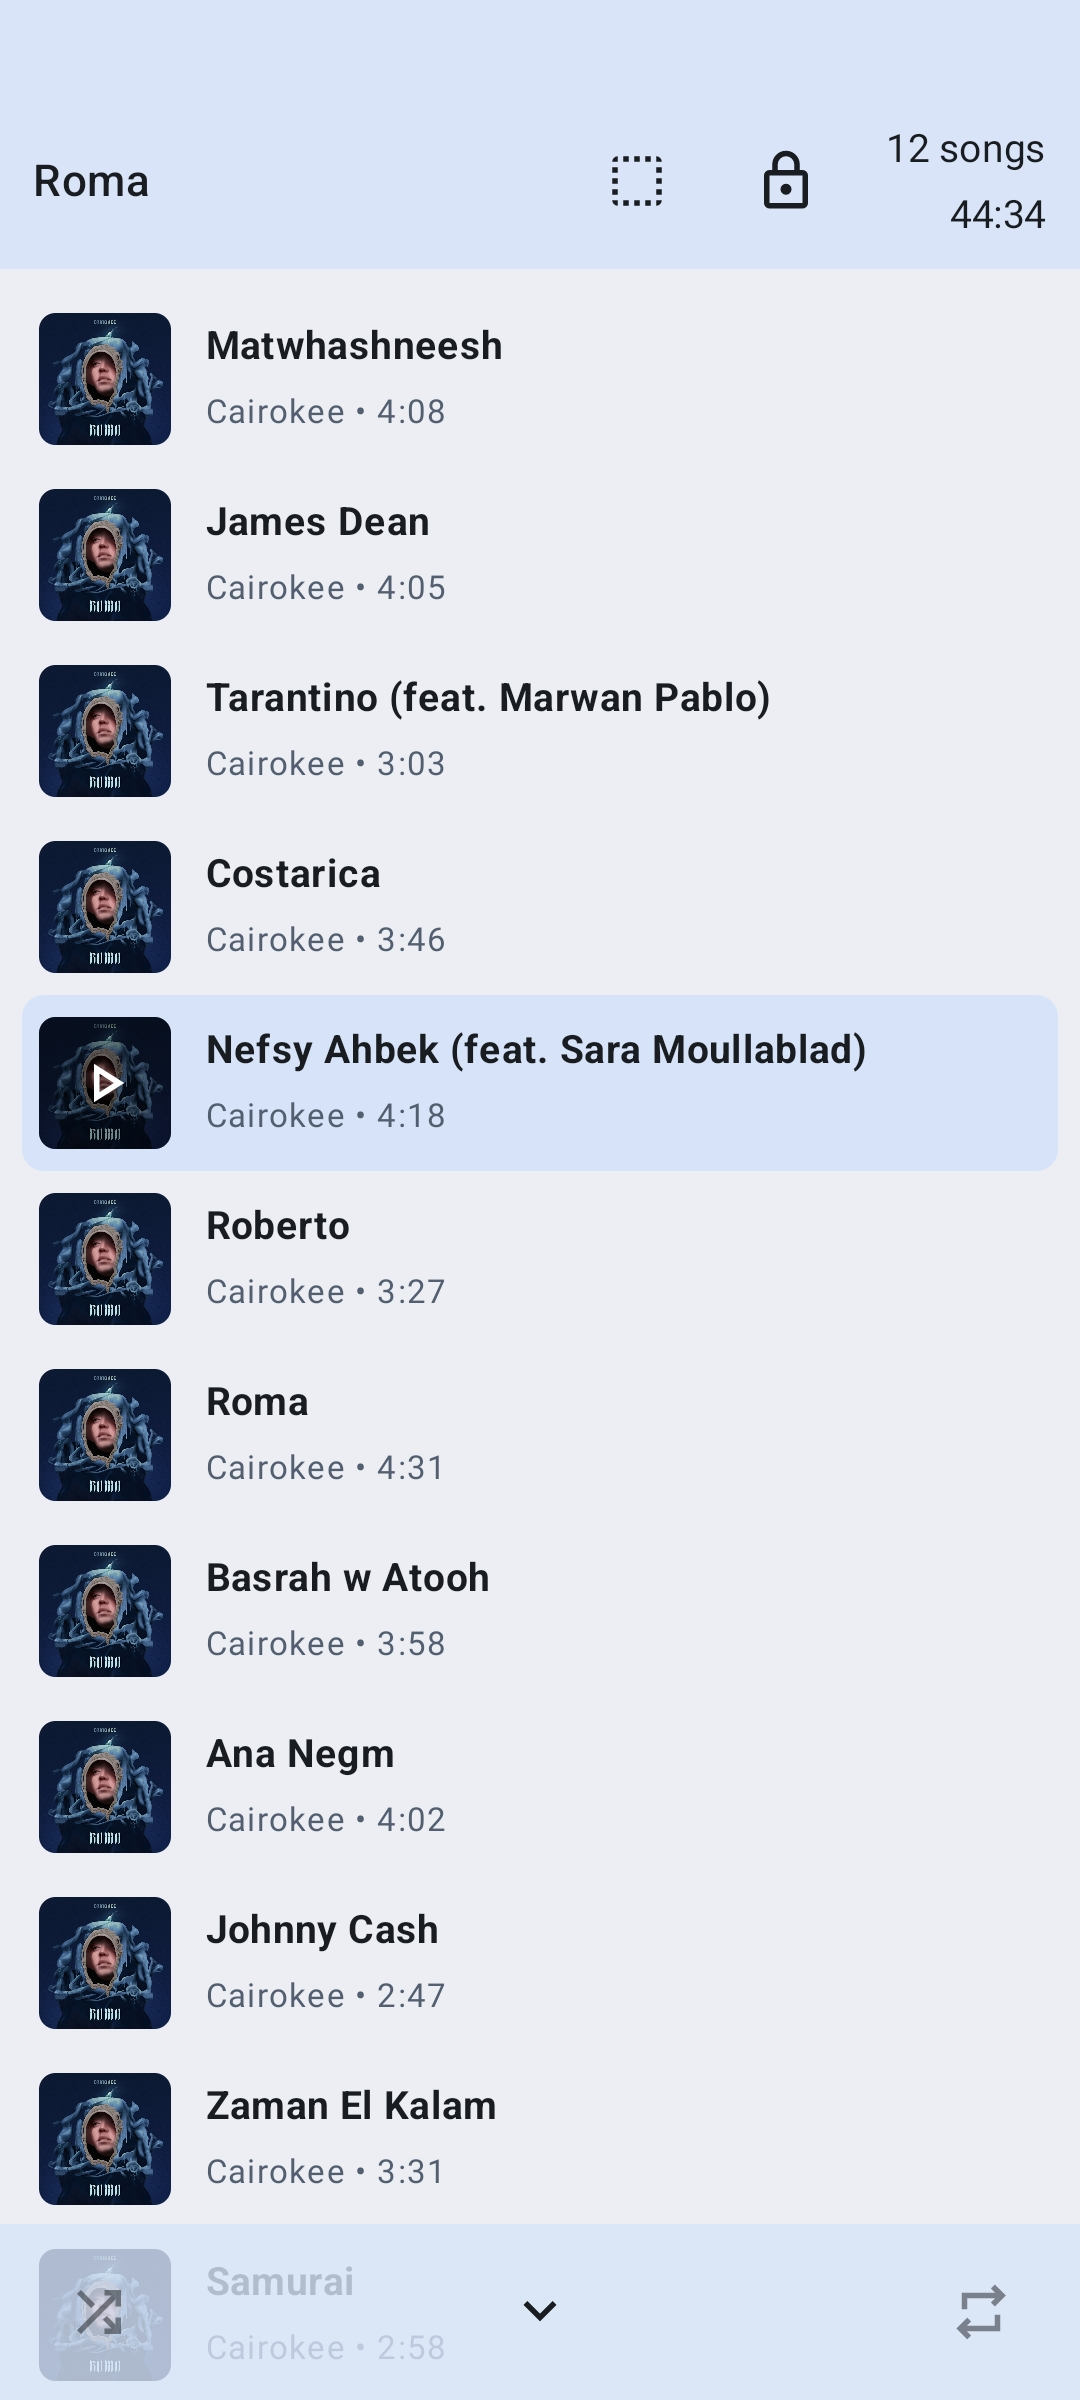 Roma
12 songs
44:34
Matwhashneesh
Cairokee • 4:08
James Dean
Cairokee • 4:05
Tarantino (feat. Marwan Pablo)
Cairokee • 3:03
Costarica
Cairokee • 3:46
Nefsy Ahbek (feat. Sara Moullablad)
Cairokee • 4:18
Roberto
Cairokee • 3:27
Roma
Cairokee • 4:31
Basrah w Atooh
Cairokee • 3:58
Ana Negm
Cairokee • 4:02
Johnny Cash
Cairokee • 2:47
Zaman El Kalam
Cairokee • 3:31
Samurai
Cairokee • 2:58